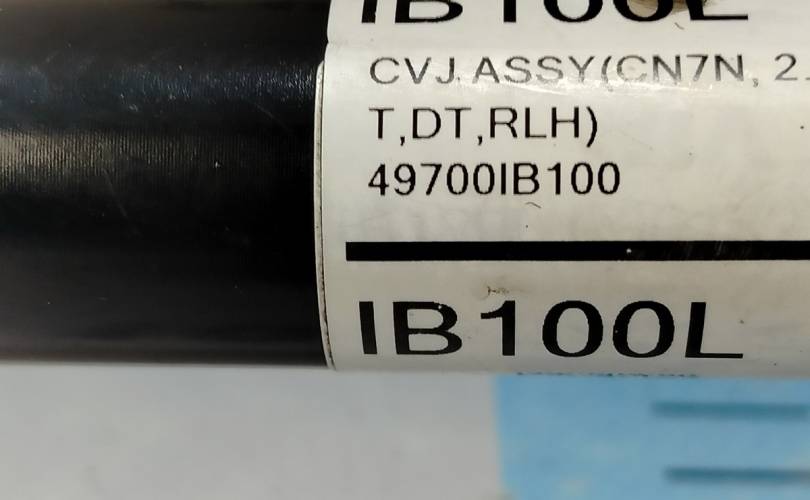 IB100L
CVJ ASSY(CN7N, 2.
T,DT,RLH)
49700IB100
IB100L